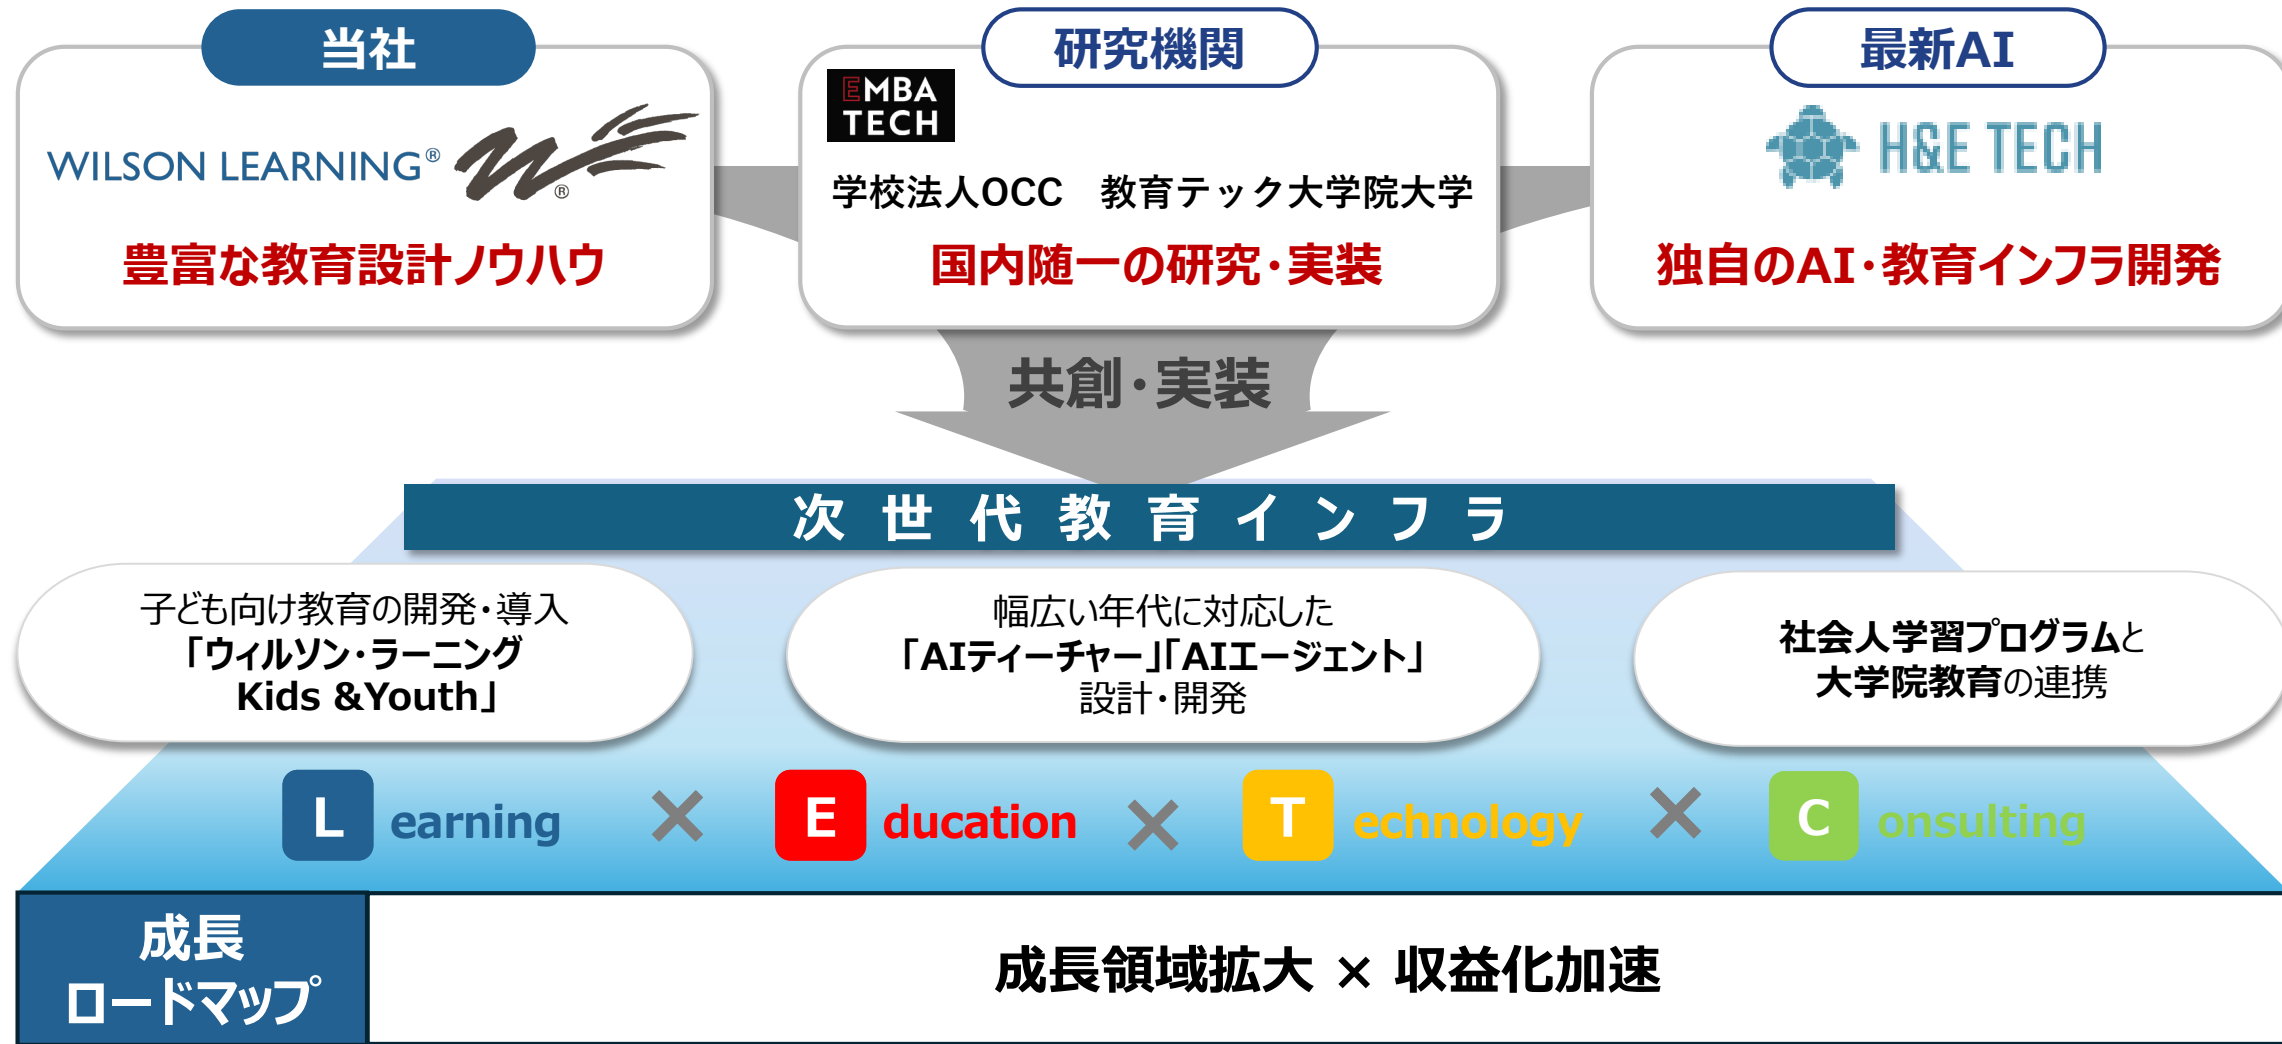 当社
研究機関
最新AI
WILSON LEARNING®
®
EMBA
TECH
H&E TECH
学校法人OCC　教育テック大学院大学
豊富な教育設計ノウハウ
国内随一の研究・実装
独自のAI・教育インフラ開発
共創・実装
次世代教育インフラ
子ども向け教育の開発・導入
「ウィルソン・ラーニング
Kids &Youth」
幅広い年代に対応した
「AIティーチャー」「AIエージェント」
設計・開発
社会人学習プログラムと
大学院教育の連携
Learning × Education × Technology × Consulting
成長
ロードマップ
成長領域拡大 × 収益化加速